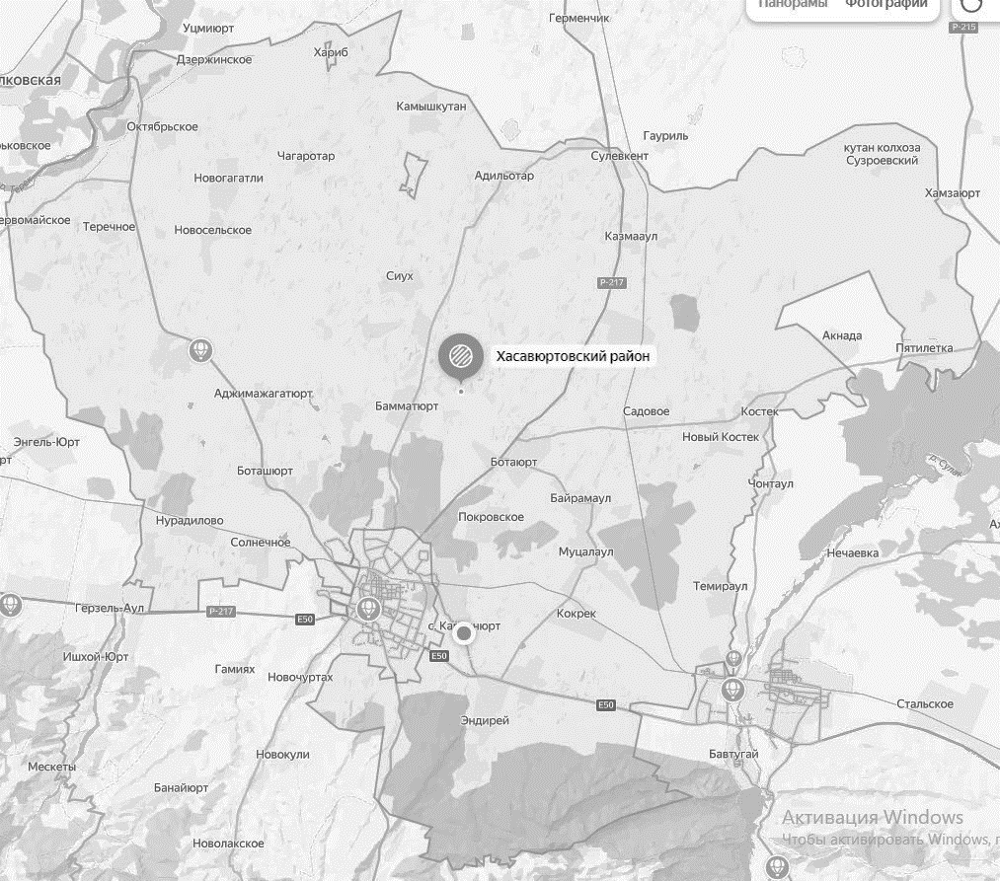 Панорамы Фотографии
Герменчик
Р-215
Уцмиюрт
Дзержинское
Хариб
лковская
Камышкутан
Октябрьское
Гауриль
ьковское
кутан колхоза
Сузроевский
Чагаротар
Сулевкент
Новогагатли
Адильотар
Хамзаюрт
ервомайское
Теречное
Новосельское
Казмааул
Сиух
Р-217
Акнада
Пятилетка
Хасавюртовский район
Аджимажагатюрт
Бамматюрт
Садовое
Костек
Новый Костек
Энгель-Юрт
рт
Ботаюрт
р. Сулак
Боташюрт
Чонтаул
Байрамаул
Нурадилово
Покровское
Солнечное
Муцалаул
Нечаевка
Темираул
Герзель-Аул
Р-217
E50
Кокрек
E50
Ишхой-Юрт
Гамиях
Новочуртах
E50
Стальское
Эндирей
Новокули
Бавтугай
Мескеты
Банайюрт
Активация Windows
Чтобы активировать Windows, п
Новолакское